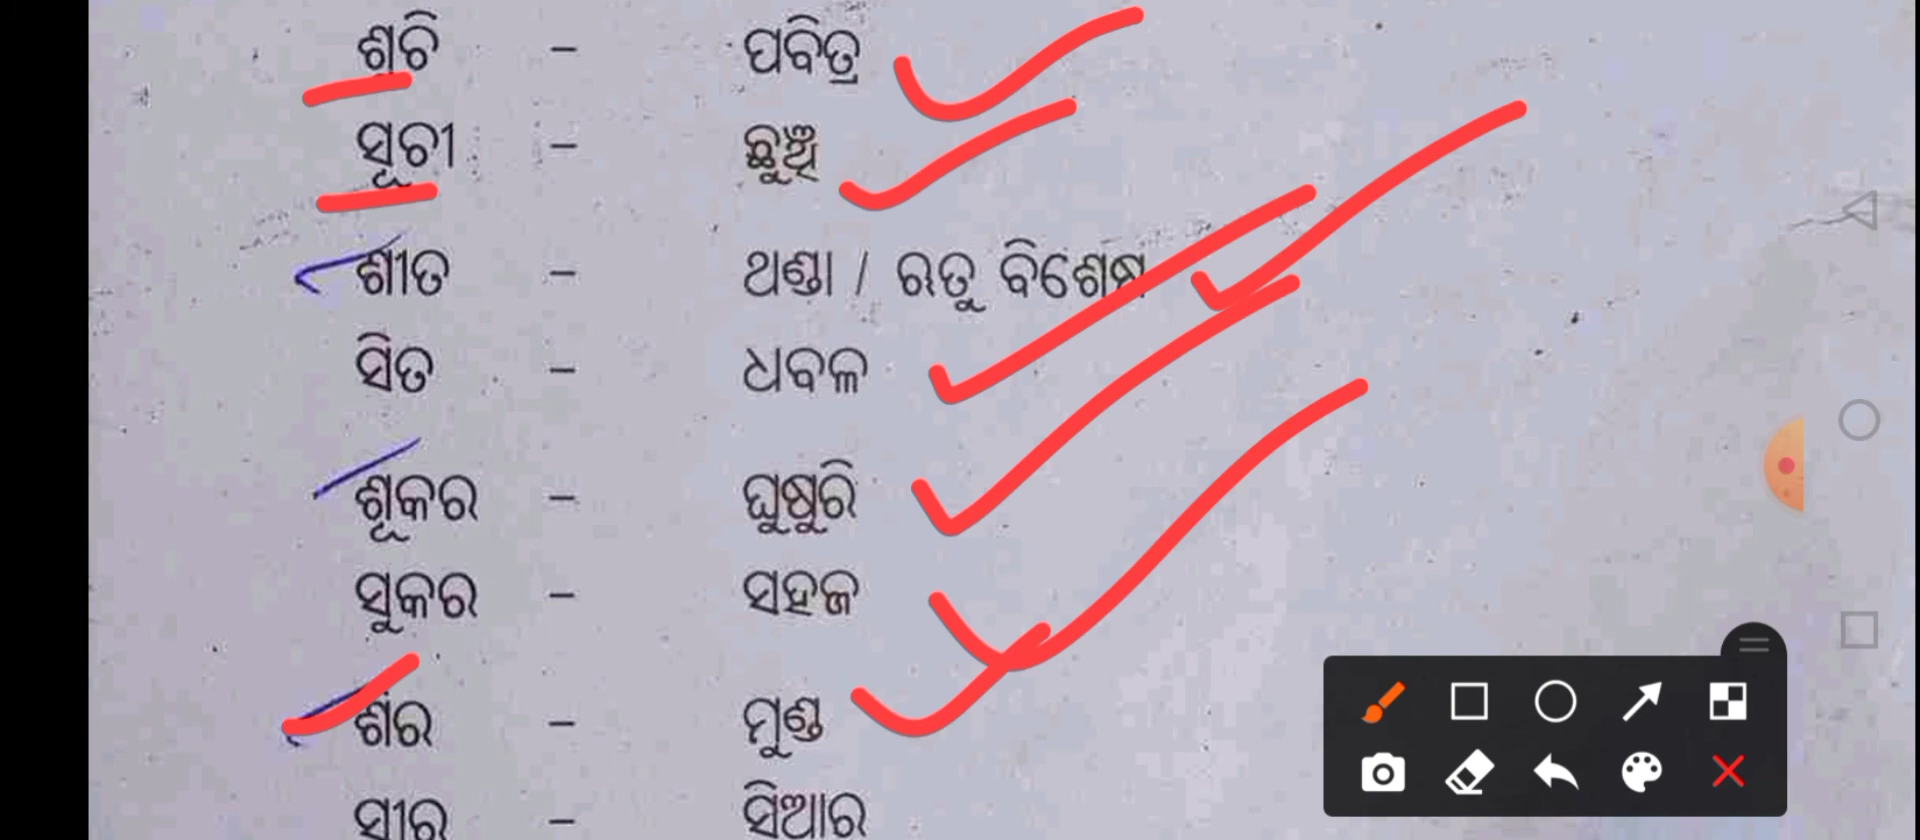 ଶୁଚି - ପବିତ୍ର
ସୂଚୀ - ଛୁଞ୍ଚି
ଶୀତ - ଥଣ୍ଡା / ଋତୁ ବିଶେଷ
ସିତ - ଧବଳ
ଶୂକର - ଘୁଷୁରି
ସୁକର - ସହଜ
ଶିର - ମୁଣ୍ଡ
ସୀର - ସିଆର